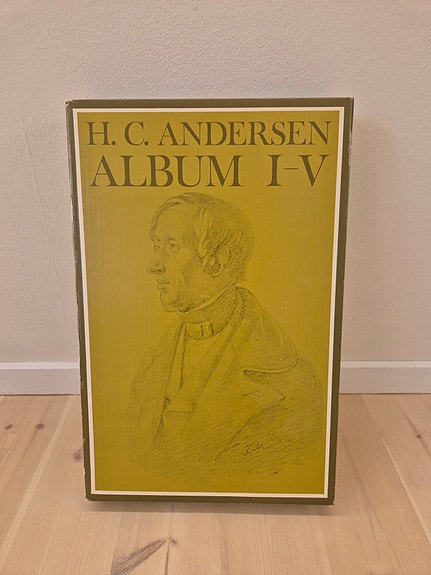 H. C. ANDERSEN
ALBUM I–V